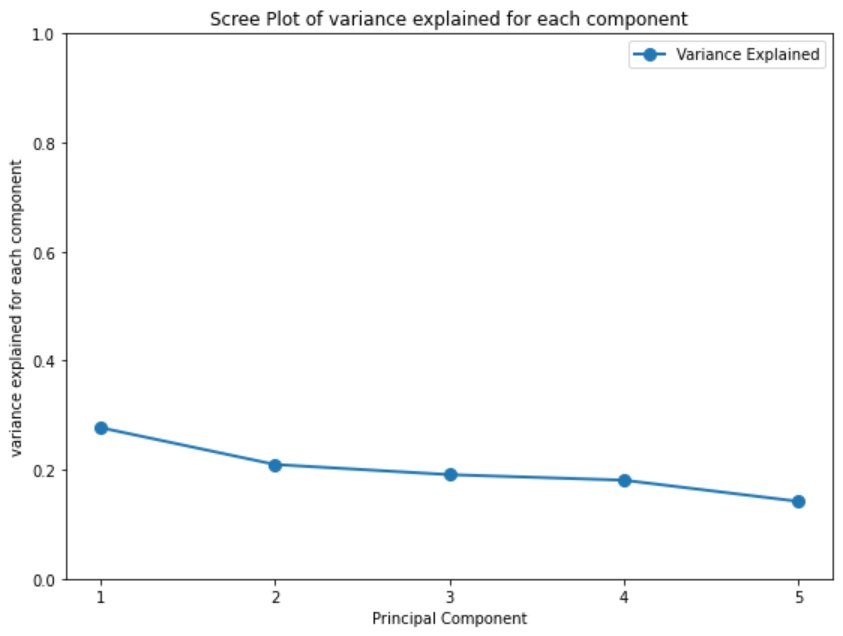 Scree Plot of variance explained for each component
Variance Explained
variance explained for each component
1.0
0.8
0.6
0.4
0.2
0.0
1 2 3 4 5
Principal Component